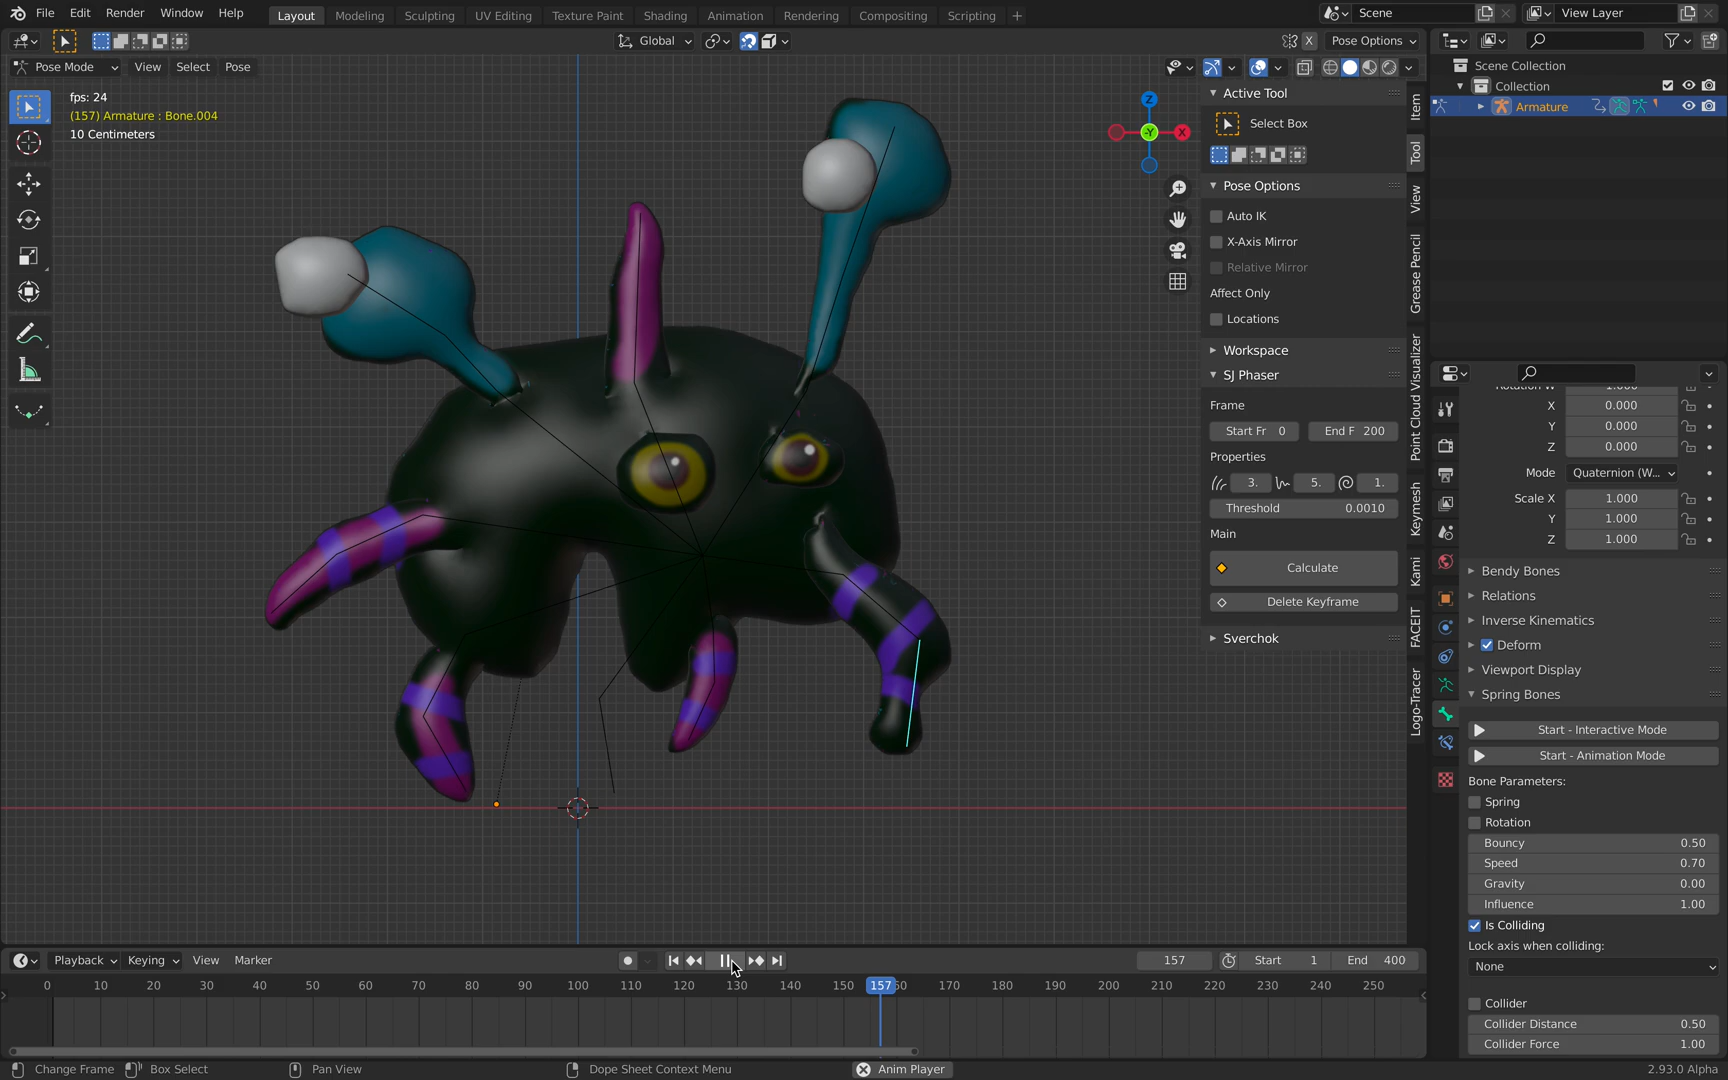 File Edit Render Window Help Layout Modeling Sculpting UV Editing Texture Paint Shading Animation Rendering Compositing Scripting + Scene View Layer
Global X Pose Options
Pose Mode View Select Pose
fps: 24
(157) Armature : Bone.004
10 Centimeters
Z
-Y X
Active Tool
Select Box
Pose Options
Auto IK
X-Axis Mirror
Relative Mirror
Affect Only
Locations
Workspace
SJ Phaser
Frame
Start Fr 0 End F 200
Properties
3. 5. 1.
Threshold 0.0010
Main
Calculate
Delete Keyframe
Sverchok
Item
Tool
View
Grease Pencil
Point Cloud Visualizer
Keymesh
Kami
FACEIT
Logo-Tracer
Scene Collection
Collection
Armature
X 0.000
Y 0.000
Z 0.000
Mode Quaternion (W...
Scale X 1.000
Y 1.000
Z 1.000
Bendy Bones
Relations
Inverse Kinematics
Deform
Viewport Display
Spring Bones
Start - Interactive Mode
Start - Animation Mode
Bone Parameters:
Spring
Rotation
Bouncy 0.50
Speed 0.70
Gravity 0.00
Influence 1.00
Is Colliding
Lock axis when colliding:
None
Collider
Collider Distance 0.50
Collider Force 1.00
Playback Keying View Marker 157 Start 1 End 400
0 10 20 30 40 50 60 70 80 90 100 110 120 130 140 150 157 170 180 190 200 210 220 230 240 250
Change Frame Box Select Pan View Dope Sheet Context Menu Anim Player 2.93.0 Alpha